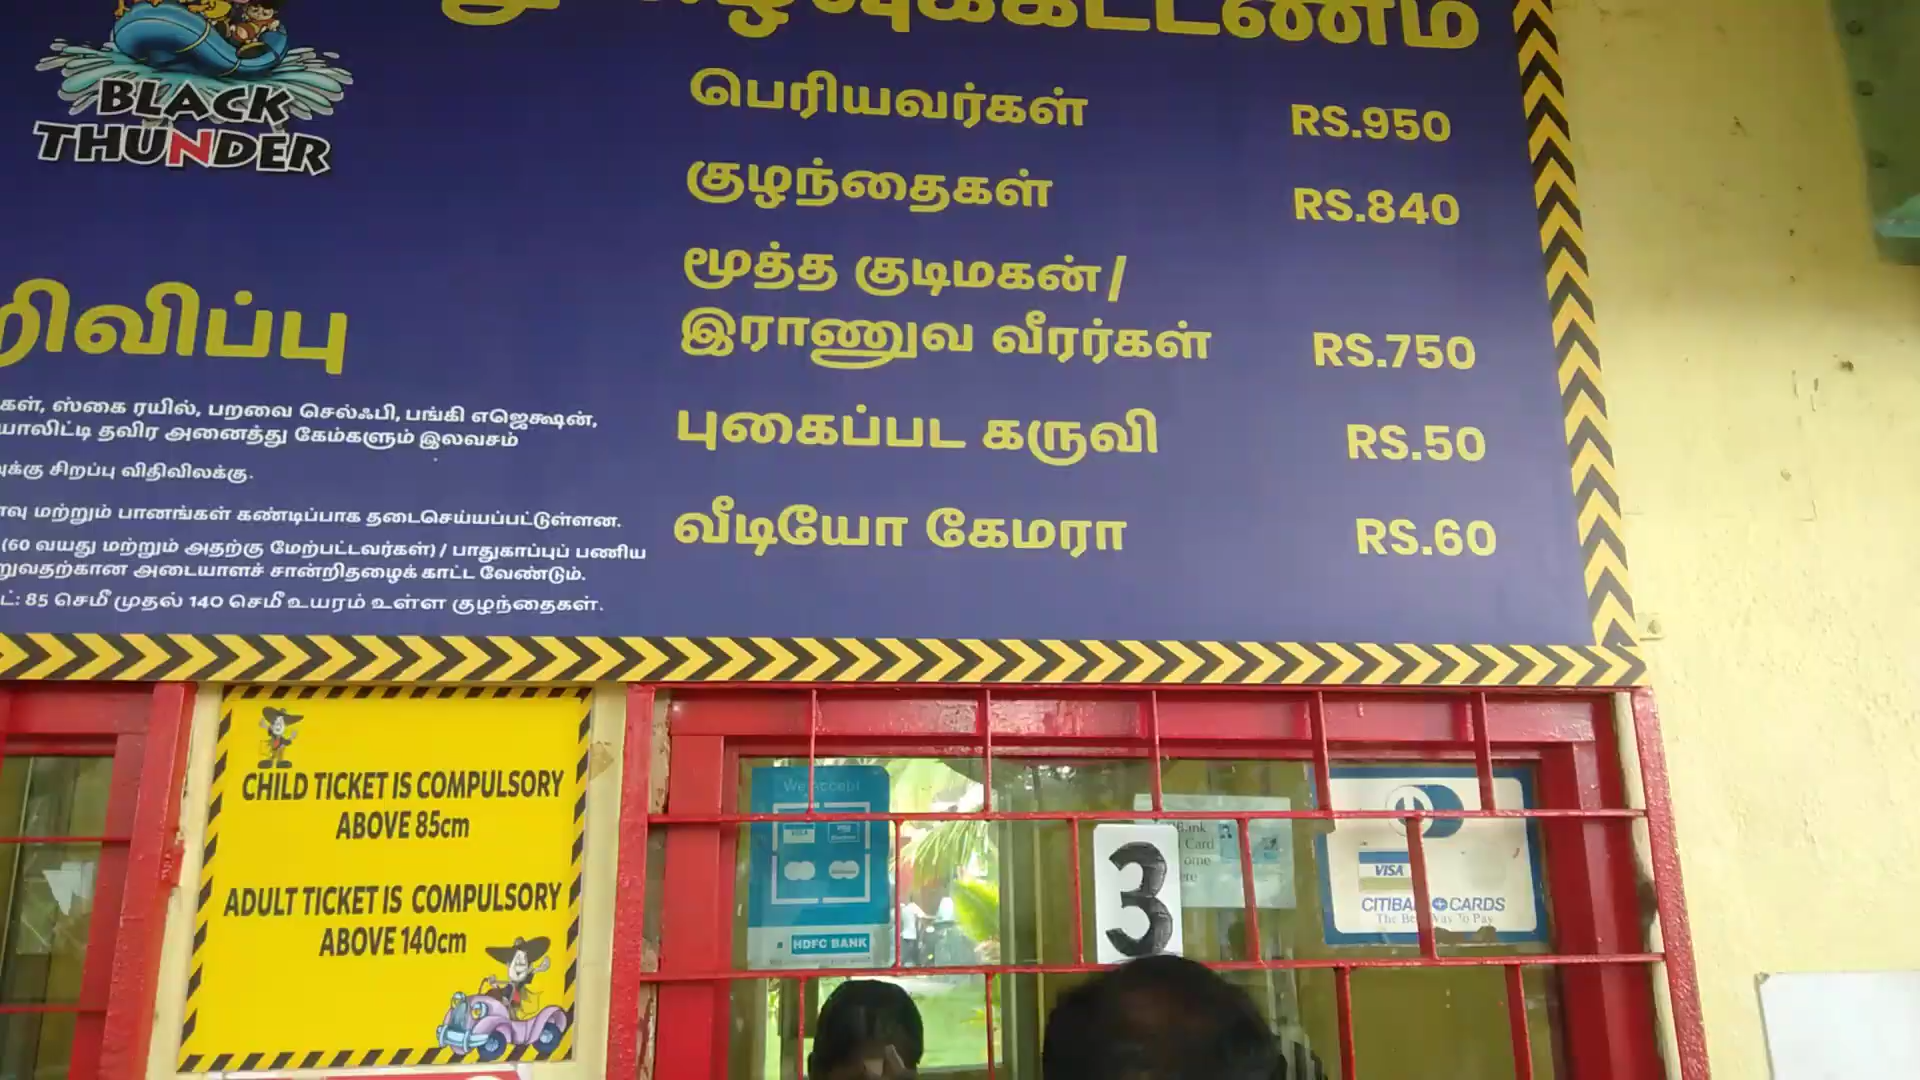 BLACK
THUNDER
பெரியவர்கள் RS.950
குழந்தைகள் RS.840
மூத்த குடிமகன்/
இராணுவ வீரர்கள் RS.750
புகைப்பட கருவி RS.50
வீடியோ கேமரா RS.60
ஸ்கை ரயில், பறவை செல்ஃபி, பங்கி எஜெக்ஷன்,
தவிர அனைத்து கேம்களும் இலவசம்
சிறப்பு விதிவிலக்கு.
மற்றும் பானங்கள் கண்டிப்பாக தடைசெய்யப்பட்டுள்ளன.
(60 வயது மற்றும் அதற்கு மேற்பட்டவர்கள்) / பாதுகாப்புப் பணிய
அடையாளச் சான்றிதழைக் காட்ட வேண்டும்.
85 செமீ முதல் 140 செமீ உயரம் உள்ள குழந்தைகள்.
CHILD TICKET IS COMPULSORY
ABOVE 85cm
ADULT TICKET IS COMPULSORY
ABOVE 140cm
We Accept
VISA
HDFC BANK
3
Card
VISA
CARDS